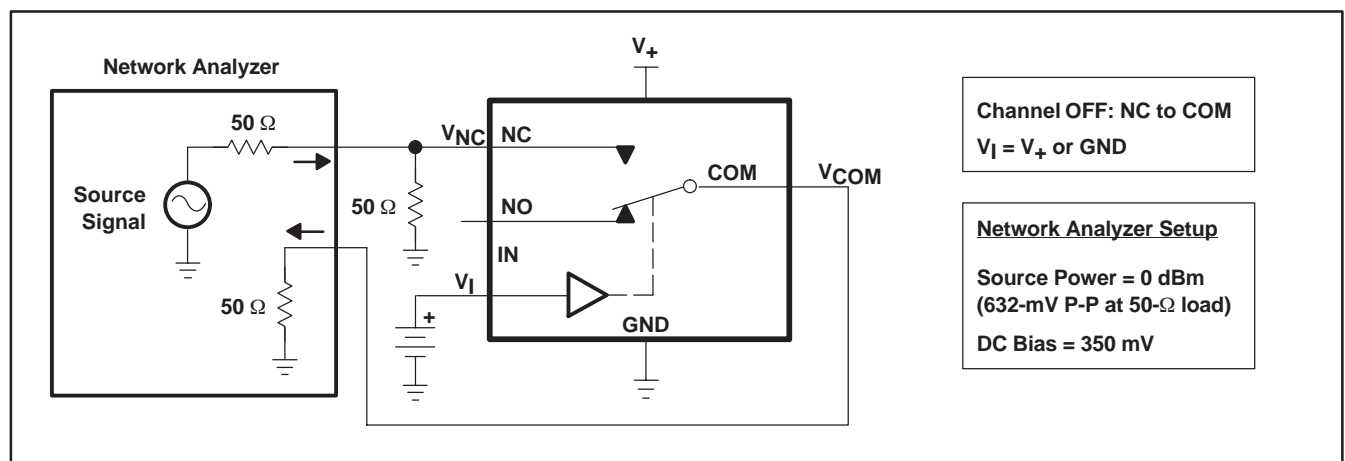 V+
Network Analyzer
50 Ω
Source
Signal
50 Ω
VNC
NC
50 Ω
NO
IN
VI
+
GND
COM
VCOM
Channel OFF: NC to COM
VI = V+ or GND
Network Analyzer Setup
Source Power = 0 dBm
(632-mV P-P at 50-Ω load)
DC Bias = 350 mV